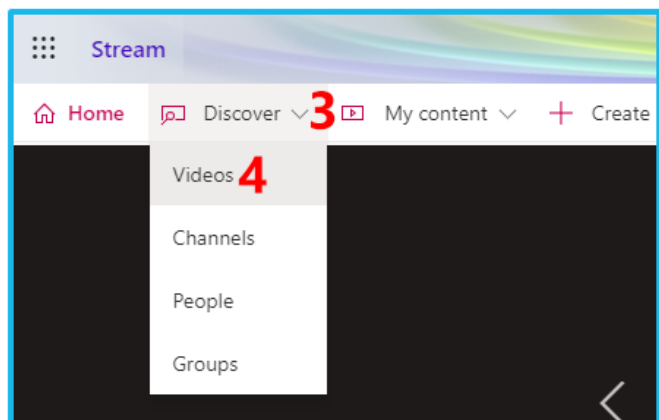 Stream
Home Discover 3 My content Create
Videos 4
Channels
People
Groups